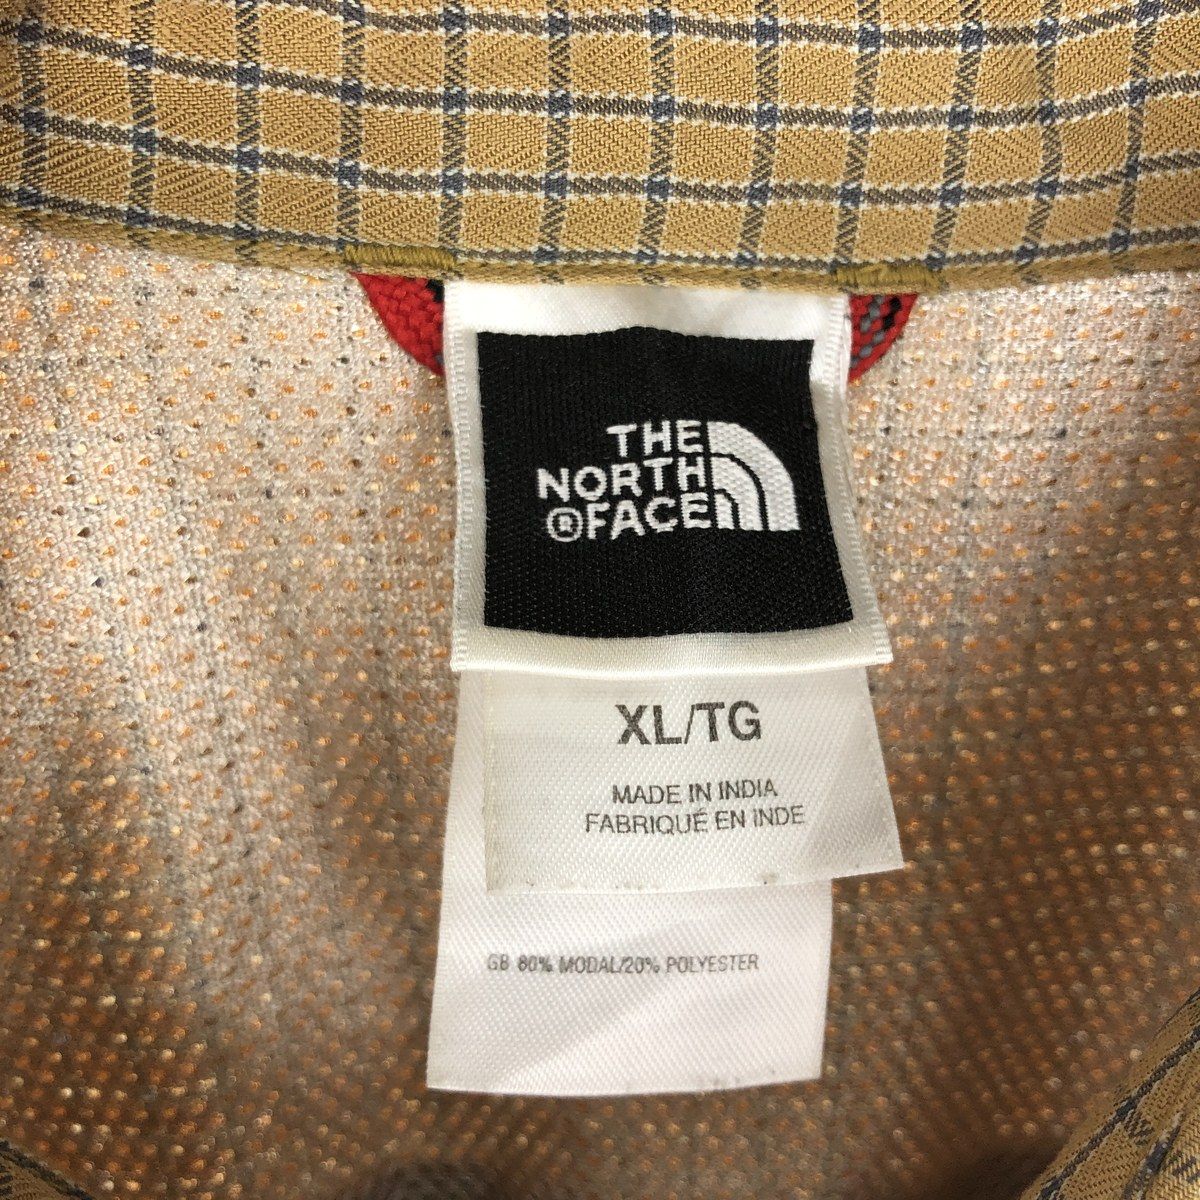 THE
NORTH
®FACE
XL/TG
MADE IN INDIA
FABRIQUÉ EN INDE
GB 80% MODAL/20% POLYESTER